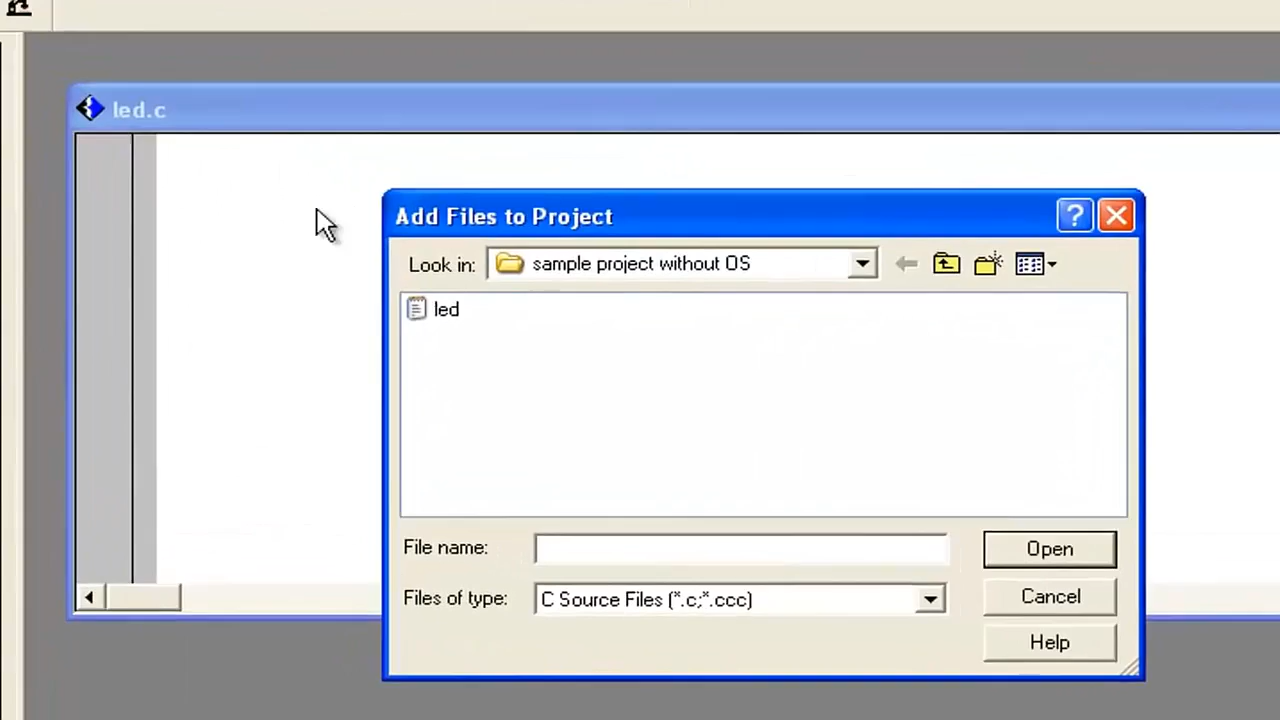 led.c
Add Files to Project
Look in: sample project without OS
led
File name:
Open
Files of type: C Source Files (*.c;*.ccc)
Cancel
Help